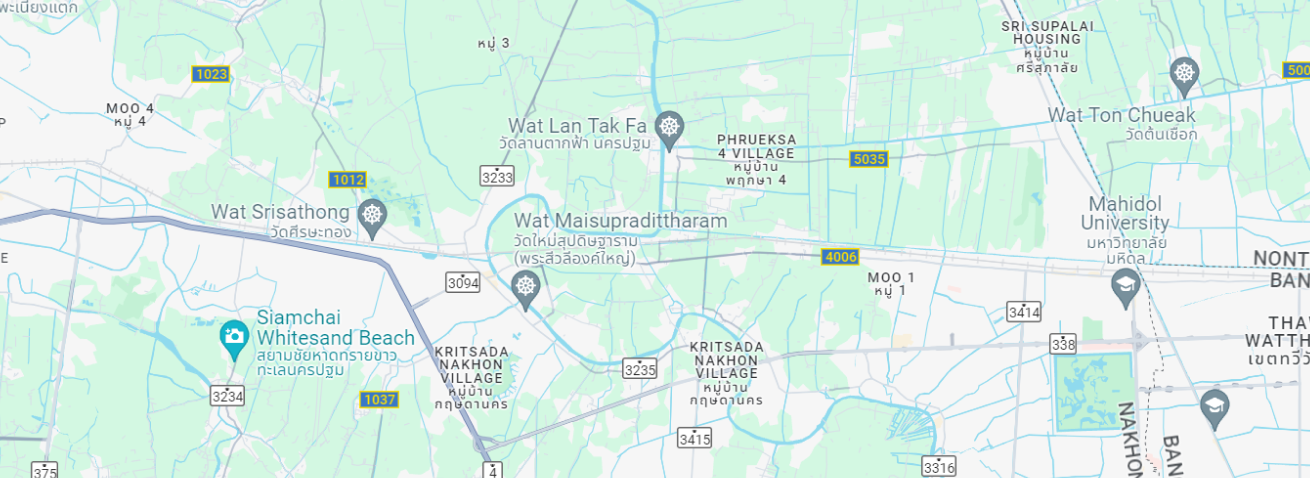 พะเนียงแตก
หมู่ 3
SRI SUPALAI
HOUSING
หมู่บ้าน
ศรีสุภาลัย
1023
500
MOO 4
หมู่ 4
P
Wat Ton Chueak
วัดต้นเชือก
Wat Lan Tak Fa
วัดลานตากฟ้า นครปฐม
PHRUEKSA
4 VILLAGE
หมู่บ้าน
พฤกษา 4
5035
1012
3233
Wat Srisathong
วัดศีรษะทอง
Wat Maisupradittharam
วัดใหม่สุปดิษฐาราม
(พระสิวลีองค์ใหญ่)
Mahidol
University
มหาวิทยาลัย
มหิดล
E
4006
NONT
BAN
MOO 1
หมู่ 1
3094
3414
Siamchai
Whitesand Beach
สยามชัยหาดทรายขาว
ทะเลนครปฐม
338
THAW
WATTH
เขตทวีวั
KRITSADA
NAKHON
VILLAGE
หมู่บ้าน
กฤษดานคร
KRITSADA
NAKHON
VILLAGE
หมู่บ้าน
กฤษดานคร
3235
3234
1037
3415
NAKHON
BAN
375
4
3316